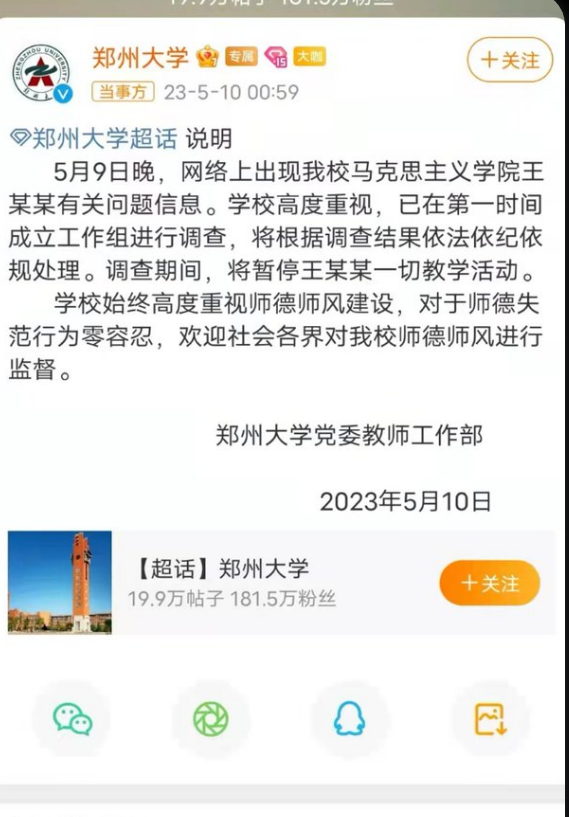 19.9万帖子 181.5万粉丝
郑州大学
专属
15
大咖
+关注
当事方
23-5-10 00:59
郑州大学超话 说明
5月9日晚，网络上出现我校马克思主义学院王
某某有关问题信息。学校高度重视，已在第一时间
成立工作组进行调查，将根据调查结果依法依纪依
规处理。调查期间，将暂停王某某一切教学活动。
学校始终高度重视师德师风建设，对于师德失
范行为零容忍，欢迎社会各界对我校师德师风进行
监督。
郑州大学党委教师工作部
2023年5月10日
【超话】郑州大学
19.9万帖子 181.5万粉丝
+关注